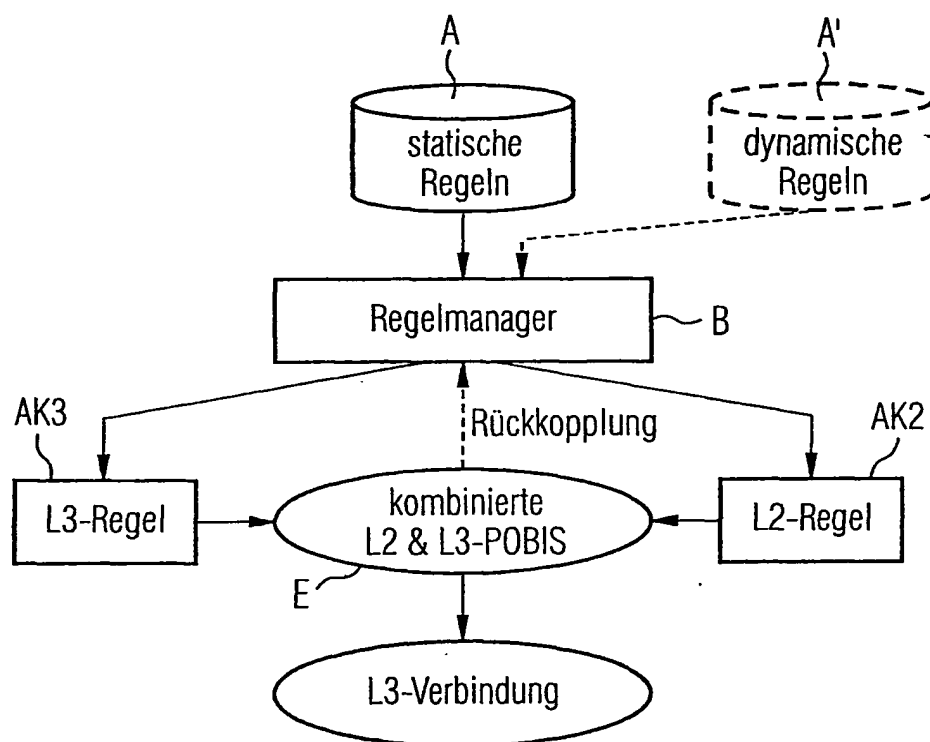 A
A'
statische
Regeln
dynamische
Regeln
Regelmanager
B
AK3
Rückkopplung
AK2
L3-Regel
kombinierte
L2 & L3-POBIS
L2-Regel
E
L3-Verbindung